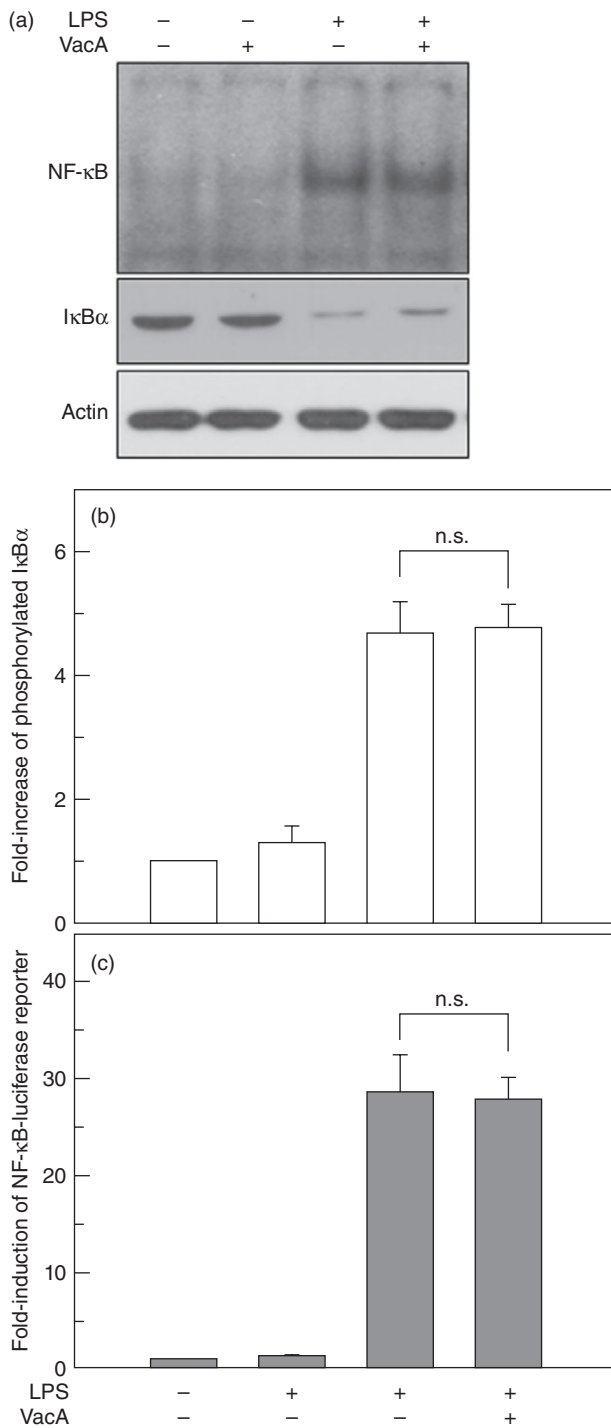 (a)
LPS – – + +
VacA – + – +
NF-κB
IκBα
Actin
(b)
n.s.
6
4
2
0
Fold-increase of phosphorylated IκBα
(c)
n.s.
40
30
20
10
0
Fold-induction of NF-κB-luciferase reporter
LPS – + + +
VacA – – – +